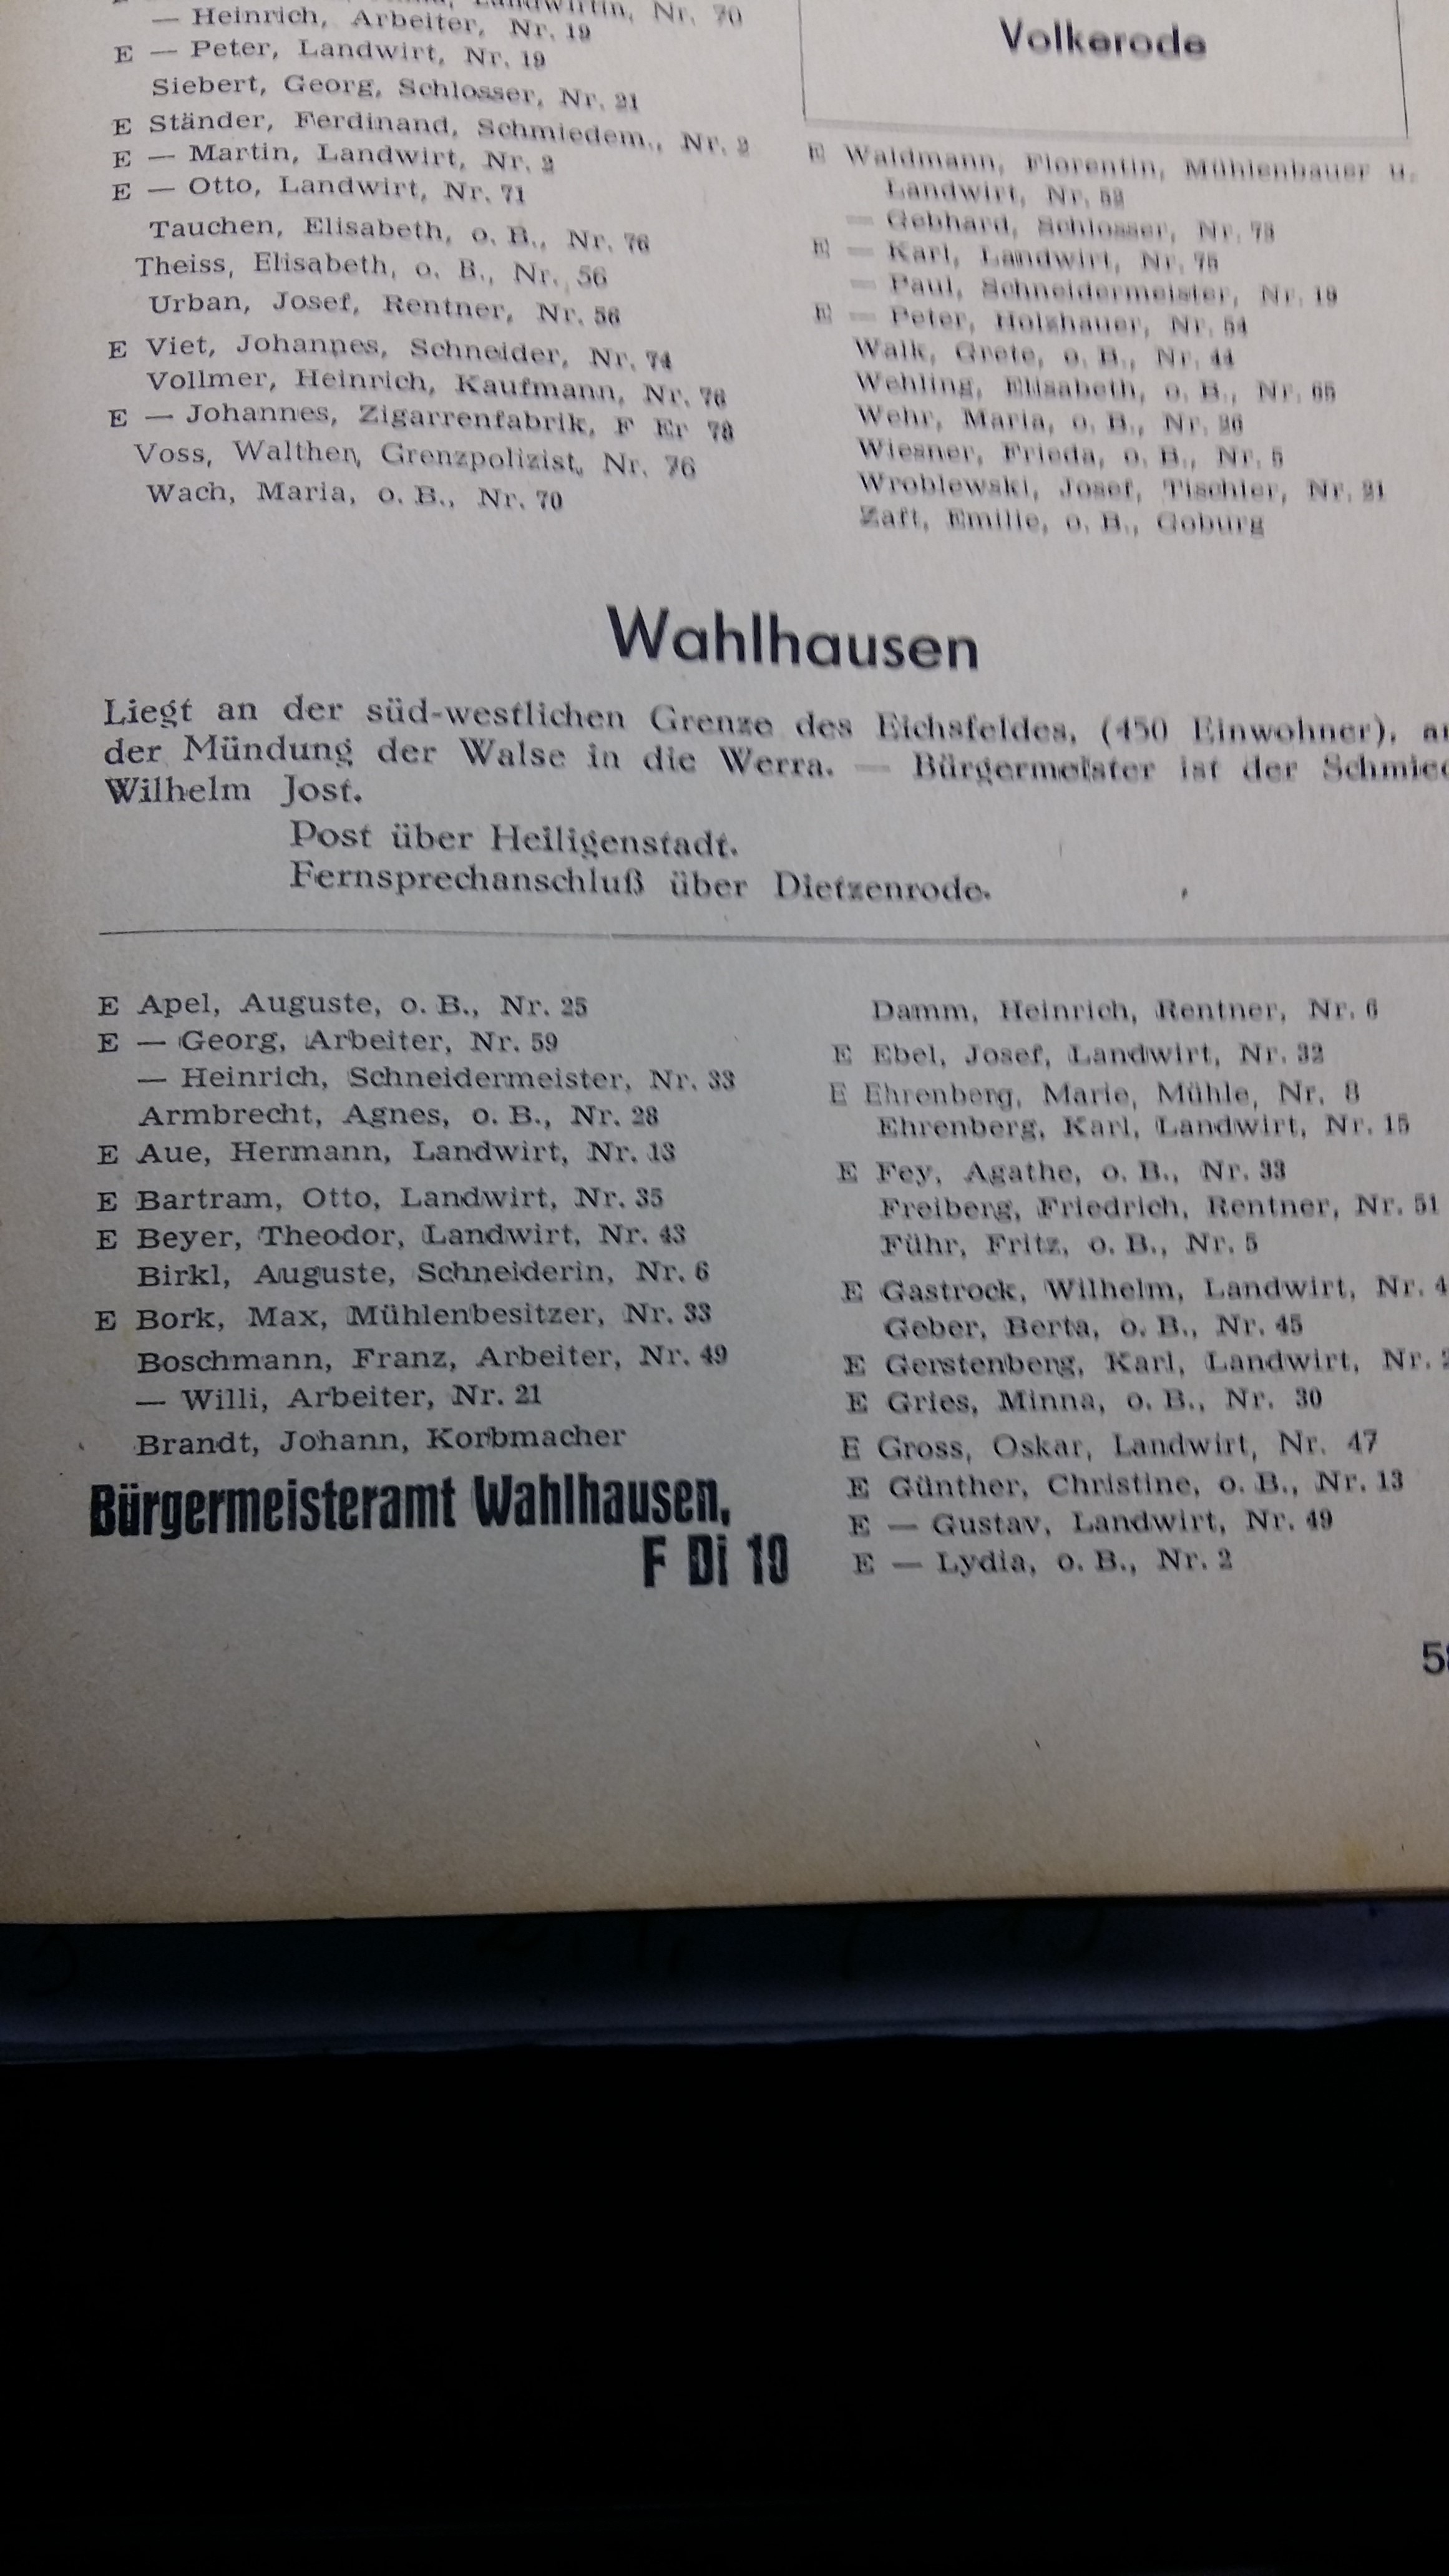 Landwirtin, Nr. 70
— Heinrich, Arbeiter, Nr. 19
E — Peter, Landwirt, Nr. 19
Siebert, Georg, Schlosser, Nr. 21
E Ständer, Ferdinand, Schmiedem., Nr. 2
E — Martin, Landwirt, Nr. 2
E — Otto, Landwirt, Nr. 71
Tauchen, Elisabeth, o. B., Nr. 76
Theiss, Elisabeth, o. B., Nr. 56
Urban, Josef, Rentner, Nr. 56
E Viet, Johannes, Schneider, Nr. 74
Vollmer, Heinrich, Kaufmann, Nr. 76
E — Johannes, Zigarrenfabrik, F Er 78
Voss, Walther, Grenzpolizist, Nr. 76
Wach, Maria, o. B., Nr. 70
Volkerode
E Waldmann, Florentin, Mühlenbauer u.
Landwirt, Nr. 52
— Gebhard, Schlosser, Nr. 73
E — Karl, Landwirt, Nr. 75
— Paul, Schneidermeister, Nr. 19
E — Peter, Holzhauer, Nr. 54
Walk, Grete, o. B., Nr. 44
Wehling, Elisabeth, o. B., Nr. 65
Wehr, Maria, o. B., Nr. 26
Wiesner, Frieda, o. B., Nr. 5
Wroblewski, Josef, Tischler, Nr. 21
Zaft, Emilie, o. B., Goburg
Wahlhausen
Liegt an der süd-westlichen Grenze des Eichsfeldes, (450 Einwohner), an
der Mündung der Walse in die Werra. — Bürgermeister ist der Schmied
Wilhelm Jost.
Post über Heiligenstadt.
Fernsprechanschluß über Dietzenrode.
E Apel, Auguste, o. B., Nr. 25
E — Georg, Arbeiter, Nr. 59
— Heinrich, Schneidermeister, Nr. 33
Armbrecht, Agnes, o. B., Nr. 28
E Aue, Hermann, Landwirt, Nr. 13
E Bartram, Otto, Landwirt, Nr. 35
E Beyer, Theodor, Landwirt, Nr. 43
Birkl, Auguste, Schneiderin, Nr. 6
E Bork, Max, Mühlenbesitzer, Nr. 33
Boschmann, Franz, Arbeiter, Nr. 49
— Willi, Arbeiter, Nr. 21
Brandt, Johann, Korbmacher
Bürgermeisteramt Wahlhausen,
F Di 10
Damm, Heinrich, Rentner, Nr. 6
E Ebel, Josef, Landwirt, Nr. 32
E Ehrenberg, Marie, Mühle, Nr. 8
Ehrenberg, Karl, Landwirt, Nr. 15
E Fey, Agathe, o. B., Nr. 33
Freiberg, Friedrich, Rentner, Nr. 51
Führ, Fritz, o. B., Nr. 5
E Gastrock, Wilhelm, Landwirt, Nr. 4
Geber, Berta, o. B., Nr. 45
E Gerstenberg, Karl, Landwirt, Nr.
E Gries, Minna, o. B., Nr. 30
E Gross, Oskar, Landwirt, Nr. 47
E Günther, Christine, o. B., Nr. 13
E — Gustav, Landwirt, Nr. 49
E — Lydia, o. B., Nr. 2